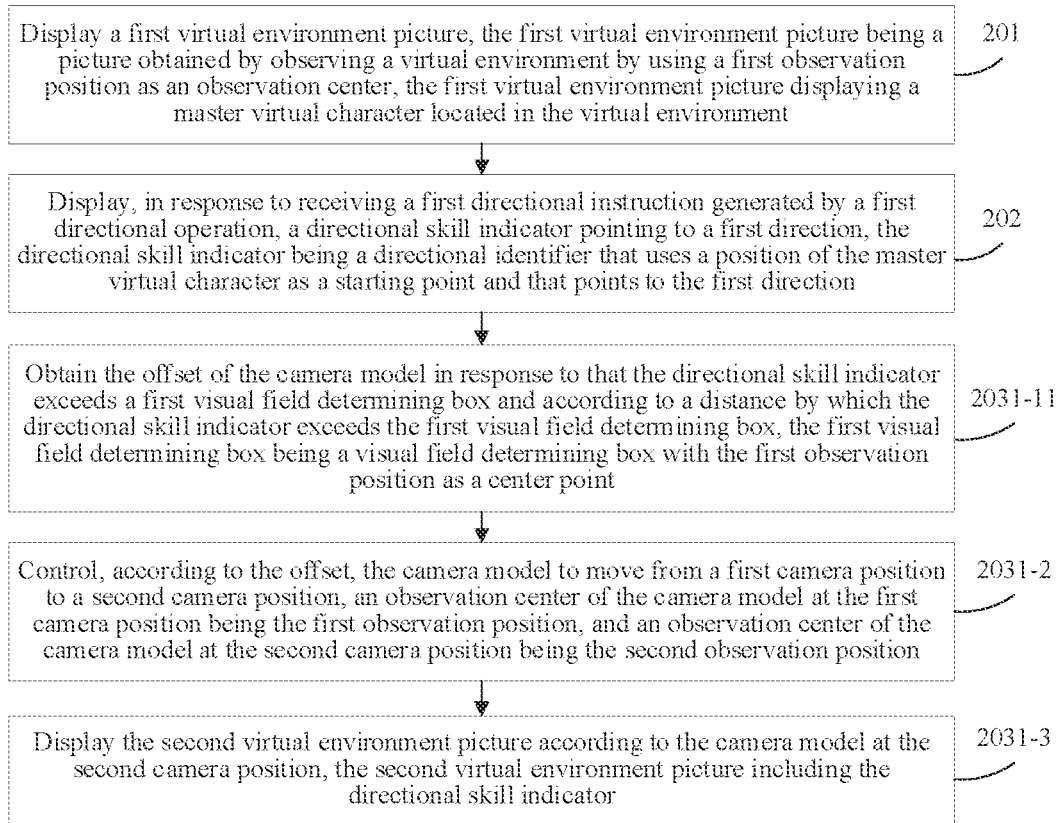 Display a first virtual environment picture, the first virtual environment picture being a
picture obtained by observing a virtual environment by using a first observation
position as an observation center, the first virtual environment picture displaying a
master virtual character located in the virtual environment
201
Display, in response to receiving a first directional instruction generated by a first
directional operation, a directional skill indicator pointing to a first direction, the
directional skill indicator being a directional identifier that uses a position of the master
virtual character as a starting point and that points to the first direction
202
Obtain the offset of the camera model in response to that the directional skill indicator
exceeds a first visual field determining box and according to a distance by which the
directional skill indicator exceeds the first visual field determining box, the first visual
field determining box being a visual field determining box with the first observation
position as a center point
2031-11
Control, according to the offset, the camera model to move from a first camera position
to a second camera position, an observation center of the camera model at the first
camera position being the first observation position, and an observation center of the
camera model at the second camera position being the second observation position
2031-2
Display the second virtual environment picture according to the camera model at the
second camera position, the second virtual environment picture including the
directional skill indicator
2031-3